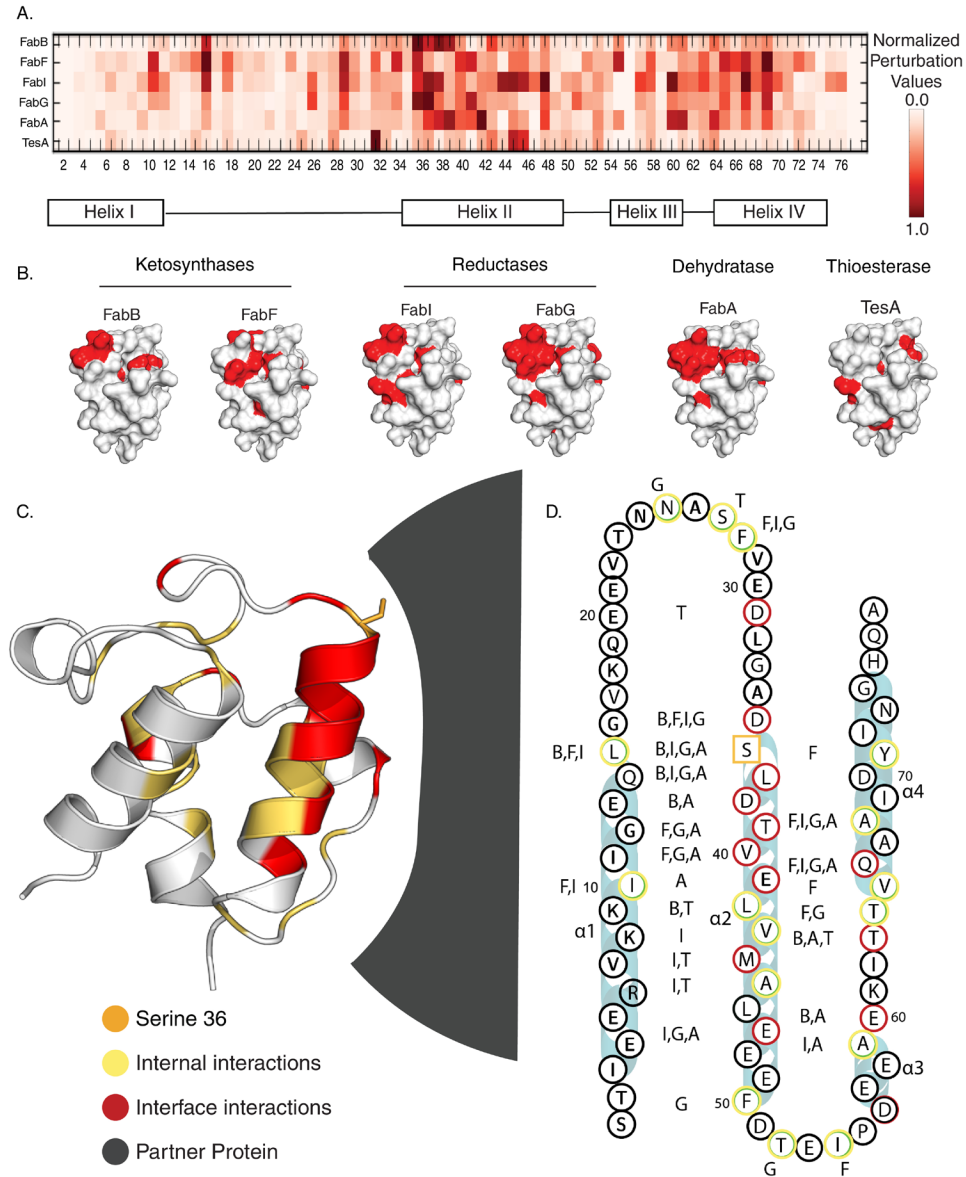 A.
FabB
FabF
FabI
FabG
FabA
TesA
2 4 6 8 10 12 14 16 18 20 22 24 26 28 30 32 34 36 38 40 42 44 46 48 50 52 54 56 58 60 62 64 66 68 70 72 74 76
Normalized
Perturbation
Values
0.0
1.0
Helix I
Helix II
Helix III
Helix IV
B.
Ketosynthases
Reductases
Dehydratase
Thioesterase
FabB
FabF
FabI
FabG
FabA
TesA
C.
Serine 36
Internal interactions
Interface interactions
Partner Protein
D.
S
T
I
E
E
R
V
K
K
I
I
G
E
Q
L
G
V
K
Q
E
E
V
T
N
N
A
S
F
V
E
D
L
G
A
D
S
L
D
T
V
E
L
V
M
A
L
E
E
E
F
D
T
E
I
P
D
E
E
A
E
K
I
T
T
V
Q
A
A
I
D
Y
I
N
G
H
Q
A
G
T
F,I,G
30
20
T
B,F,I,G
B,F,I
B,I,G,A
B,I,G,A
B,A
F,G,A
F,G,A
40
F,I 10
A
B,T
I
I,T
I,T
I,G,A
G
50
α1
α2
F
F,I,G,A
F,I,G,A
F
F,G
B,A,T
B,A
I,A
60
70
α4
α3
G
F